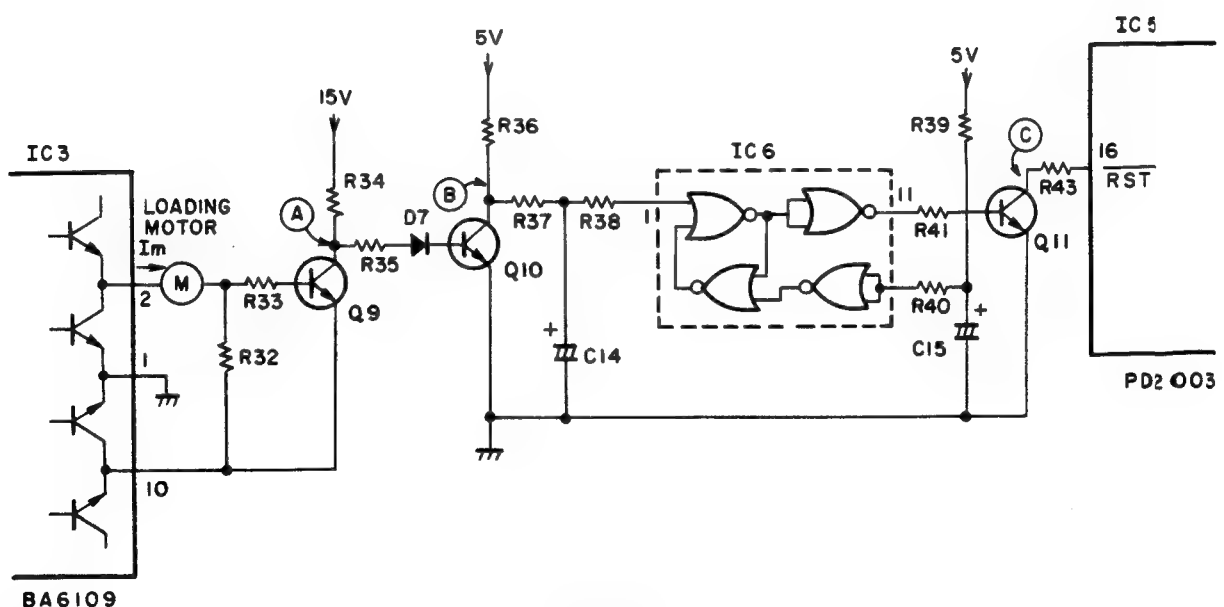 IC5
5V
5V
15V
R36
R39
C
IC3
IC6
16
RST
R43
R34
B
LOADING
MOTOR
Im
A
D7
R37
R38
1
11
R41
Q11
M
R35
Q10
2
R33
Q9
R40
R32
+
C14
+
C15
1
PD2003
10
BA6109